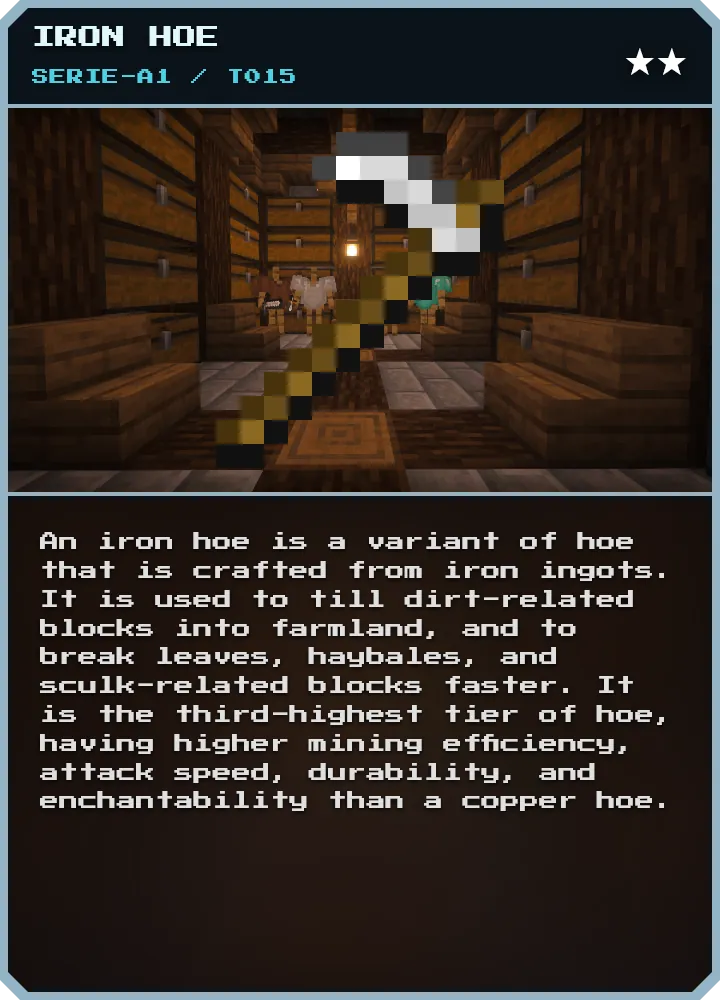 IRON HOE
SERIE-A1 / T015
★★
An iron hoe is a variant of hoe
that is crafted from iron ingots.
It is used to till dirt-related
blocks into farmland, and to
break leaves, haybales, and
sculk-related blocks faster. It
is the third-highest tier of hoe,
having higher mining efficiency,
attack speed, durability, and
enchantability than a copper hoe.